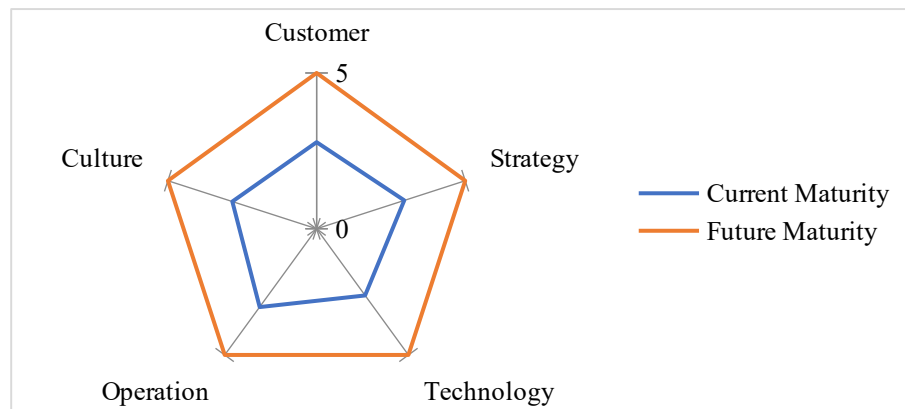 Customer
5
Culture
Strategy
Current Maturity
0
Future Maturity
Operation
Technology